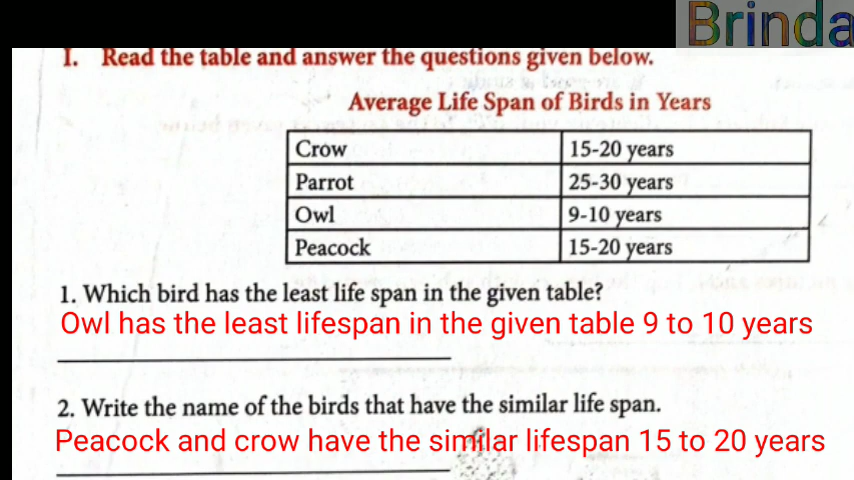 Brinda
I. Read the table and answer the questions given below.
Average Life Span of Birds in Years
Crow 15-20 years
Parrot 25-30 years
Owl 9-10 years
Peacock 15-20 years
1. Which bird has the least life span in the given table?
Owl has the least lifespan in the given table 9 to 10 years
2. Write the name of the birds that have the similar life span.
Peacock and crow have the similar lifespan 15 to 20 years